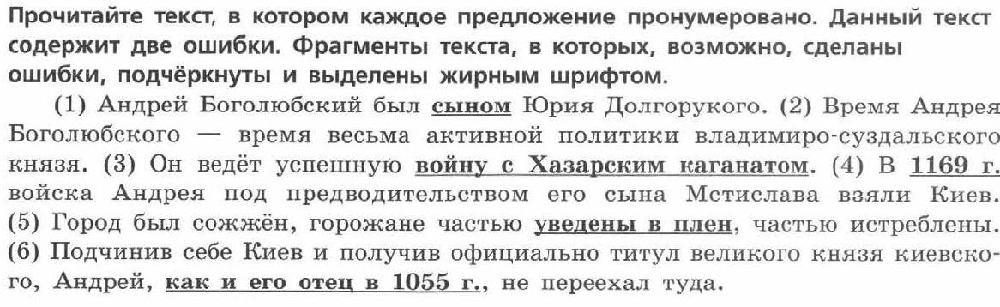 Прочитайте текст, в котором каждое предложение пронумеровано. Данный текст
содержит две ошибки. Фрагменты текста, в которых, возможно, сделаны
ошибки, подчёркнуты и выделены жирным шрифтом.
(1) Андрей Боголюбский был сыном Юрия Долгорукого. (2) Время Андрея
Боголюбского — время весьма активной политики владимиро-суздальского
князя. (3) Он ведёт успешную войну с Хазарским каганатом. (4) В 1169 г.
войска Андрея под предводительством его сына Мстислава взяли Киев.
(5) Город был сожжён, горожане частью уведены в плен, частью истреблены.
(6) Подчинив себе Киев и получив официально титул великого князя киевско-
го, Андрей, как и его отец в 1055 г., не переехал туда.